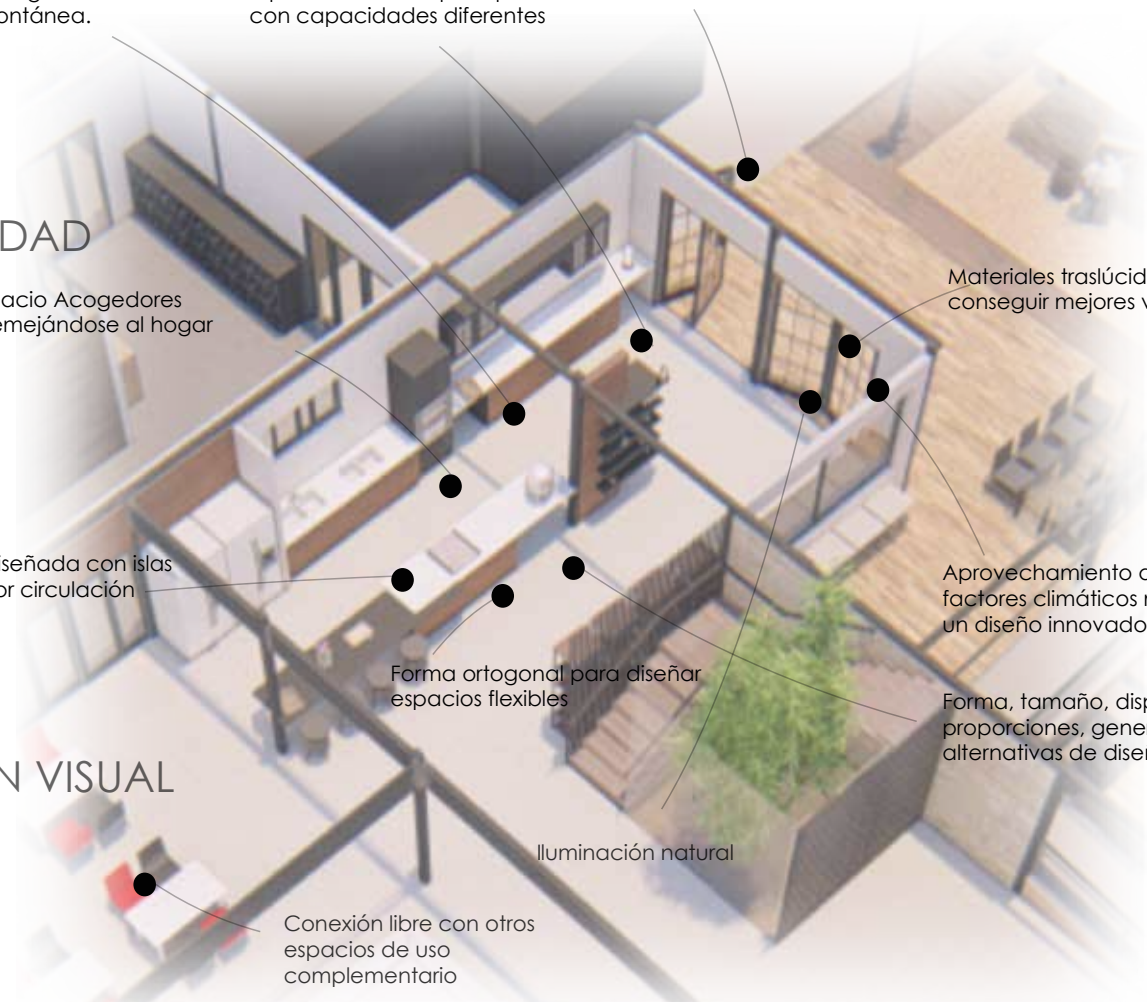 ontánea.
con capacidades diferentes
DAD
acio Acogedores
emejándose al hogar
Materiales traslúcid
conseguir mejores v
iseñada con islas
or circulación
Aprovechamiento d
factores climáticos n
un diseño innovado
Forma ortogonal para diseñar
espacios flexibles
Forma, tamaño, disp
proporciones, gener
alternativas de diser
N VISUAL
Iluminación natural
Conexión libre con otros
espacios de uso
complementario